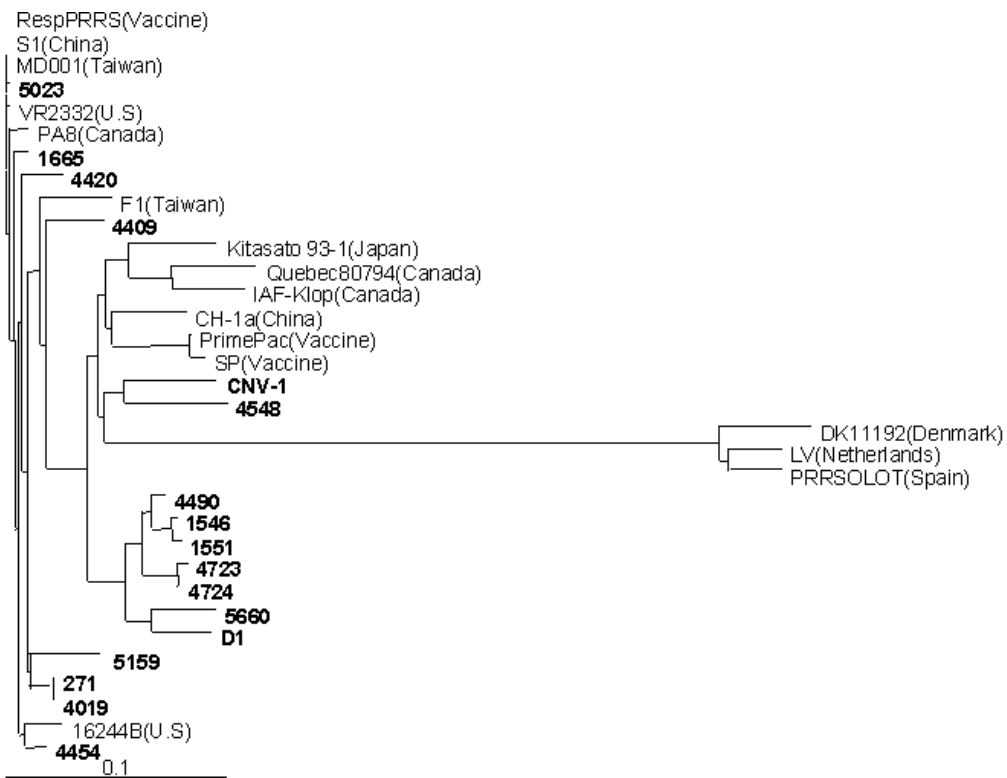 RespPRRS(Vaccine)
S1(China)
MD001(Taiwan)
5023
VR2332(U.S)
PA8(Canada)
1665
4420
F1(Taiwan)
4409
Kitasato 93-1(Japan)
Quebec80794(Canada)
IAF-Klop(Canada)
CH-1a(China)
PrimePac(Vaccine)
SP(Vaccine)
CNV-1
4548
DK11192(Denmark)
LV(Netherlands)
PRRSOLOT(Spain)
4490
1546
1551
4723
4724
5660
D1
5159
271
4019
16244B(U.S)
4454
0.1